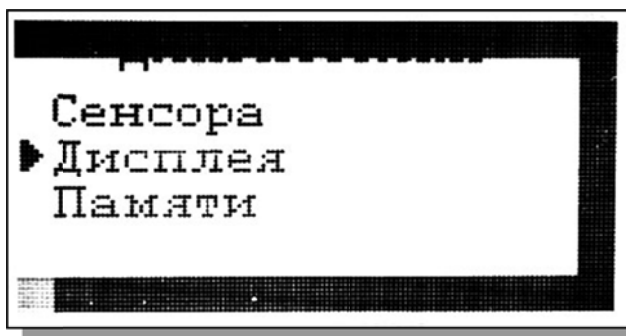 Сенсора
Дисплея
Памяти